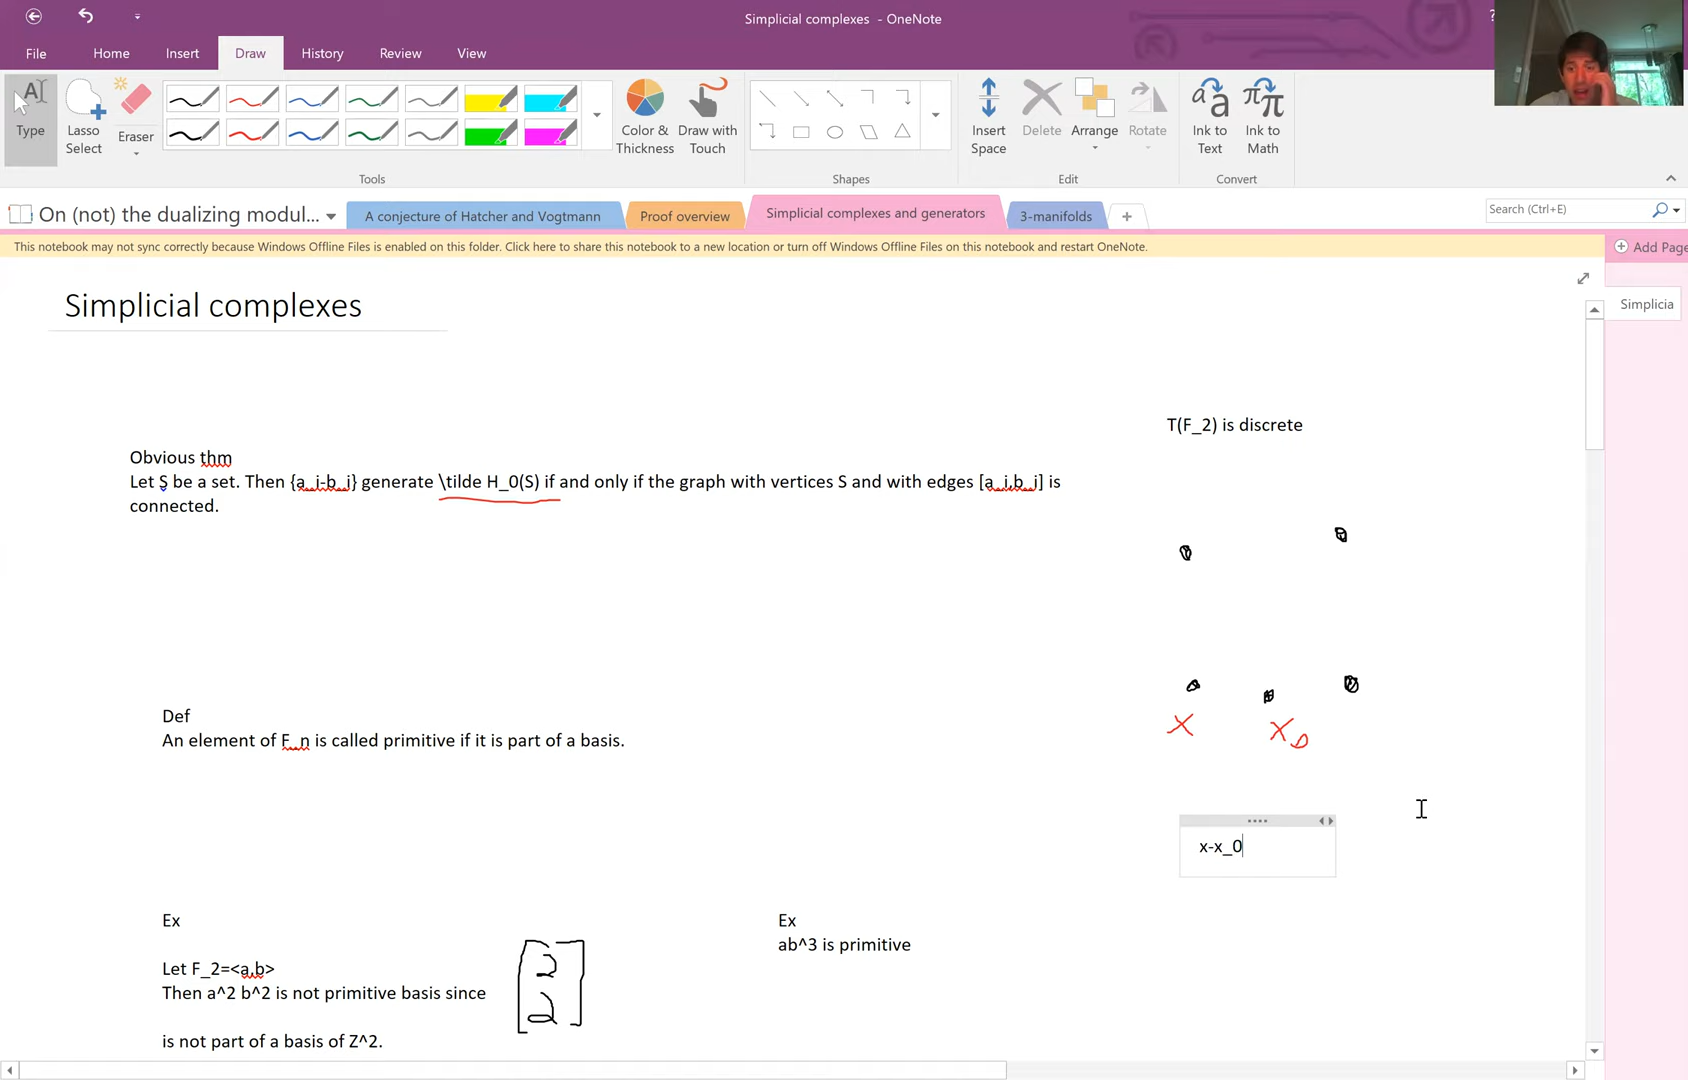 Simplicial complexes - OneNote
?
File
Home
Insert
Draw
History
Review
View
Type
Lasso Select
Eraser
Color & Thickness
Draw with Touch
Insert Space
Delete
Arrange
Rotate
Ink to Text
Ink to Math
Tools
Shapes
Edit
Convert
On (not) the dualizing modul...
A conjecture of Hatcher and Vogtmann
Proof overview
Simplicial complexes and generators
3-manifolds
Search (Ctrl+E)
This notebook may not sync correctly because Windows Offline Files is enabled on this folder. Click here to share this notebook to a new location or turn off Windows Offline Files on this notebook and restart OneNote.
Add Page
Simplicia
Simplicial complexes
T(F_2) is discrete
Obvious thm
Let S be a set. Then {a_i-b_i} generate \tilde H_0(S) if and only if the graph with vertices S and with edges [a_i,b_i] is
connected.
X X0
Def
An element of F_n is called primitive if it is part of a basis.
x-x_0
Ex
Let F_2=<a,b>
Then a^2 b^2 is not primitive basis since
2
2
is not part of a basis of Z^2.
Ex
ab^3 is primitive